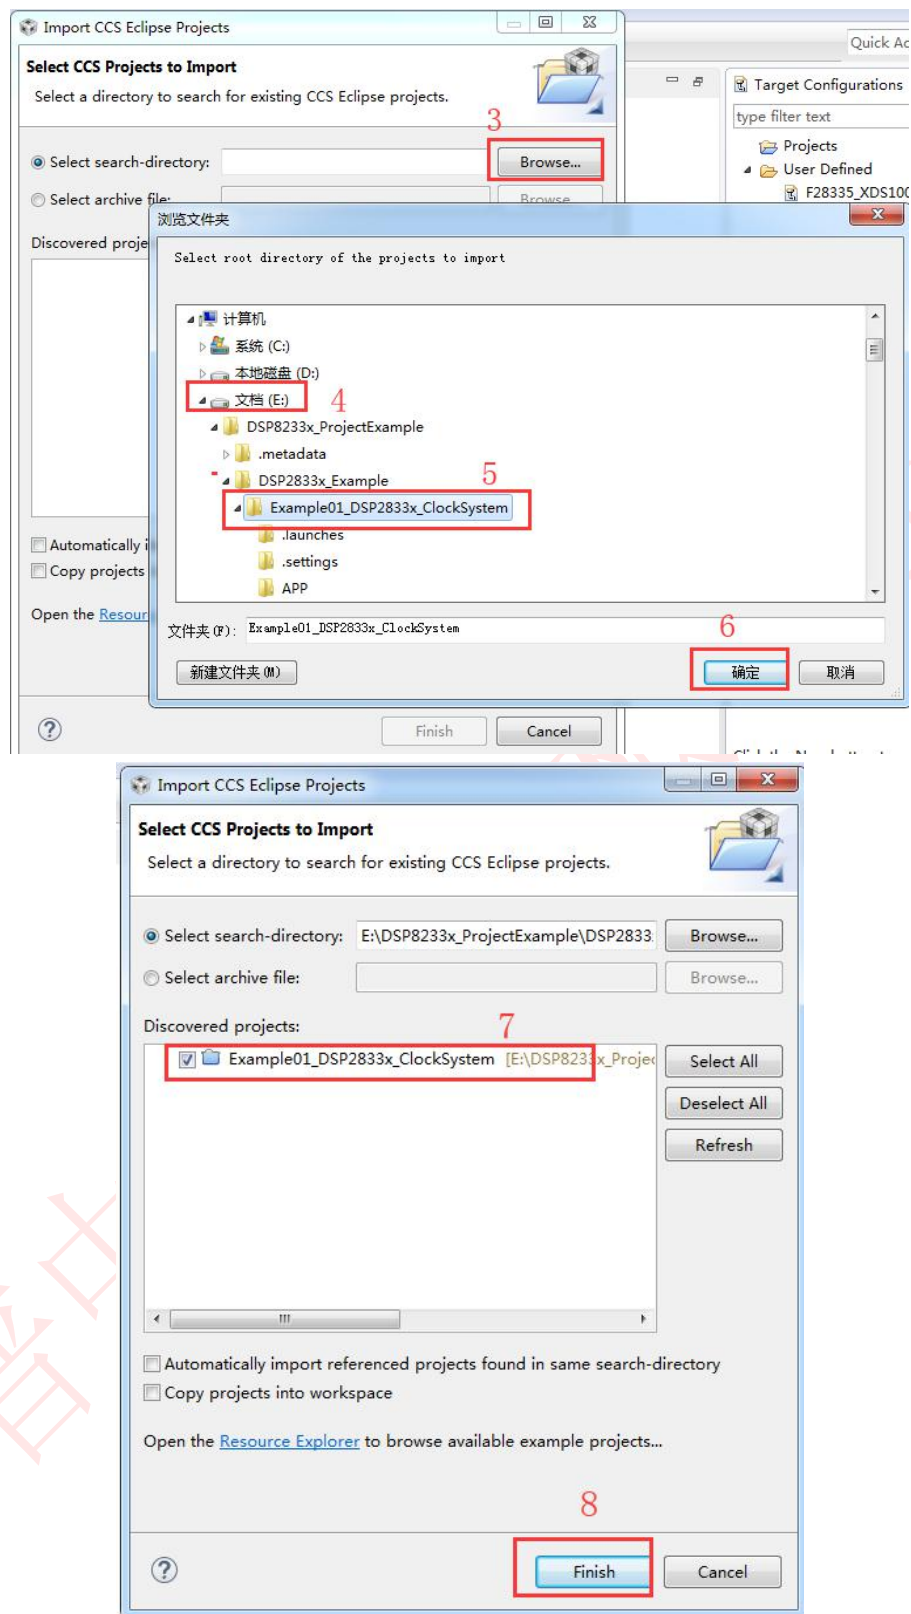 Import CCS Eclipse Projects
Quick Ac
Select CCS Projects to Import
Select a directory to search for existing CCS Eclipse projects.
Target Configurations
type filter text
3
Projects
Select search-directory:
Browse...
User Defined
Select archive file:
Browse
F28335_XDS100
浏览文件夹
Discovered proje
Select root directory of the projects to import
计算机
系统 (C:)
本地磁盘 (D:)
文档 (E:)
4
DSP8233x_ProjectExample
.metadata
DSP2833x_Example
5
Example01_DSP2833x_ClockSystem
.launches
Automatically i
.settings
Copy projects
APP
Open the Resour
文件夹(F):
Example01_DSP2833x_ClockSystem
6
新建文件夹(M)
确定
取消
Finish
Cancel
Import CCS Eclipse Projects
Select CCS Projects to Import
Select a directory to search for existing CCS Eclipse projects.
Select search-directory:
E:\DSP8233x_ProjectExample\DSP2833
Browse...
Select archive file:
Browse...
Discovered projects:
7
Example01_DSP2833x_ClockSystem [E:\DSP8233x_Projec
Select All
Deselect All
Refresh
Automatically import referenced projects found in same search-directory
Copy projects into workspace
Open the Resource Explorer to browse available example projects...
8
Finish
Cancel